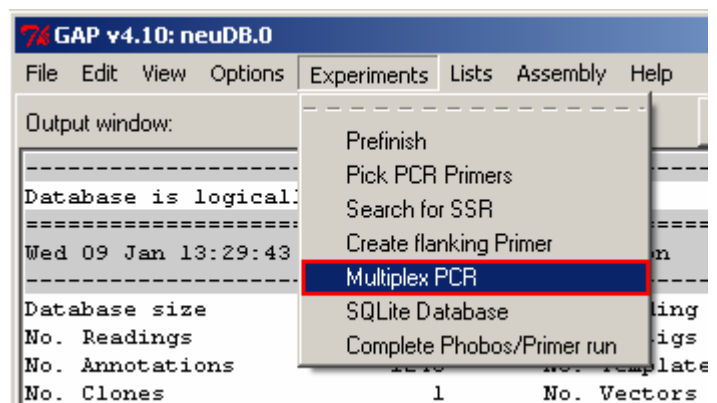 GAP v4.10: neuDB.0
File Edit View Options Experiments Lists Assembly Help
Output window:
Prefinish
Pick PCR Primers
Search for SSR
Create flanking Primer
Multiplex PCR
SQLite Database
Complete Phobos/Primer run
Database is logicall
Wed 09 Jan 13:29:43
Database size
No. Readings
No. Annotations
No. Clones 1 No. Vectors